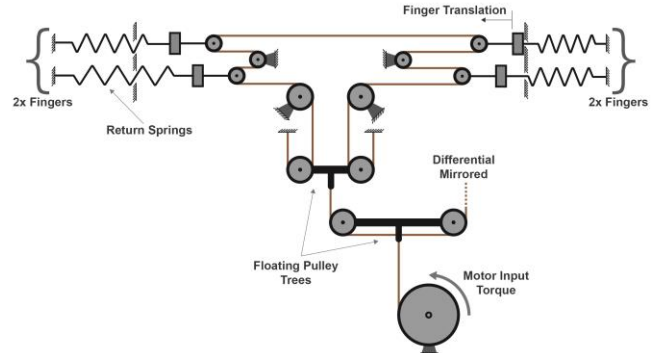 Finger Translation
2x Fingers
2x Fingers
Return Springs
Differential
Mirrored
Floating Pulley
Trees
Motor Input
Torque